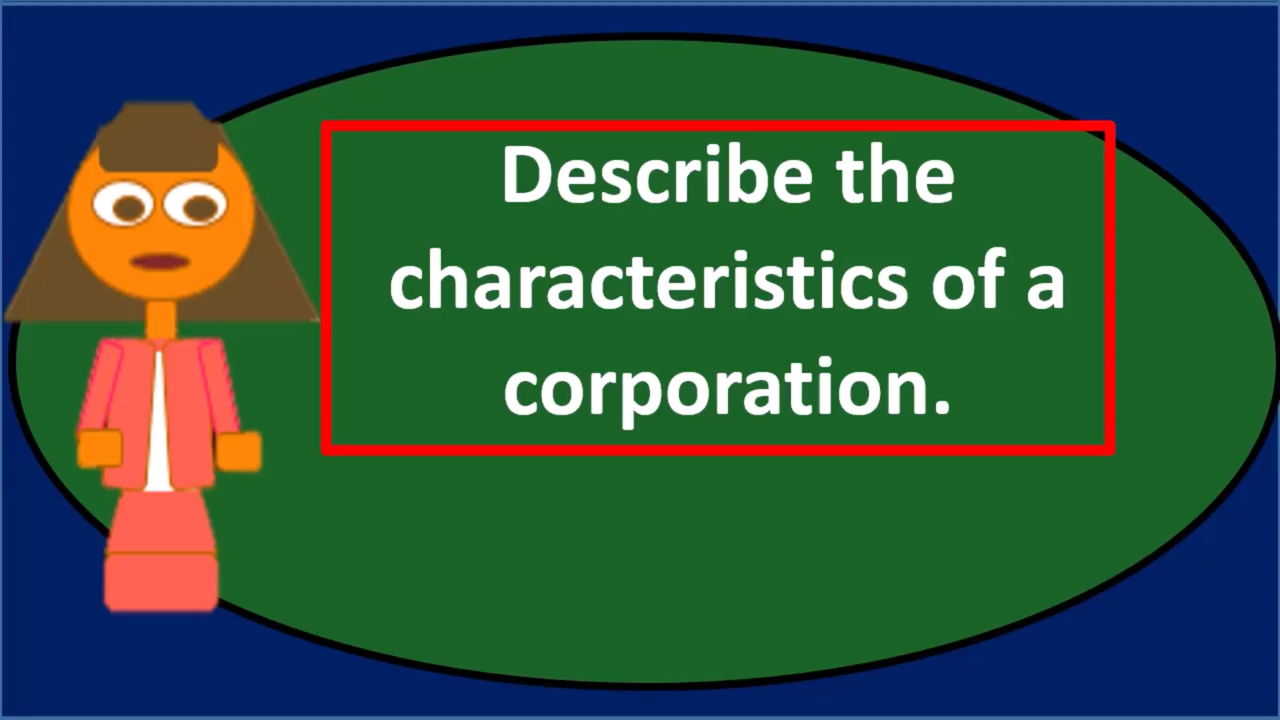 Describe the
characteristics of a
corporation.